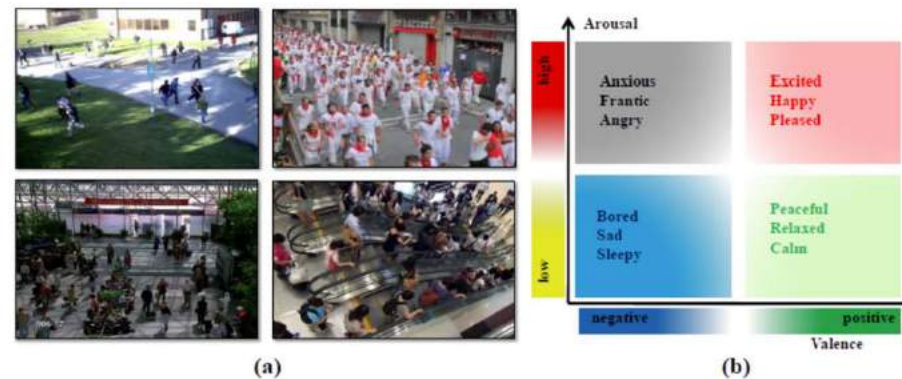 Arousal
high
Anxious
Frantic
Angry
Excited
Happy
Pleased
low
Bored
Sad
Sleepy
Peaceful
Relaxed
Calm
negative
positive
Valence
(a)
(b)